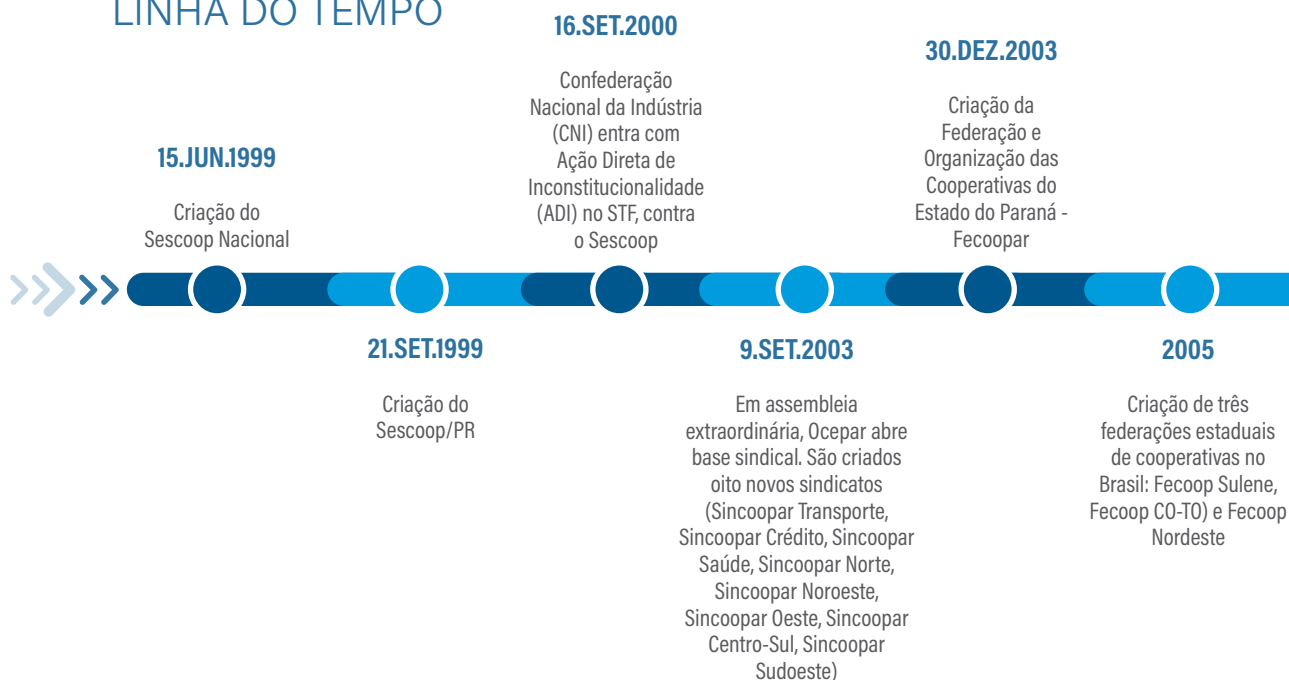 LINHA DO TEMPO
15.JUN.1999
Criação do
Sescoop Nacional
21.SET.1999
Criação do
Sescoop/PR
16.SET.2000
Confederação
Nacional da Indústria
(CNI) entra com
Ação Direta de
Inconstitucionalidade
(ADI) no STF, contra
o Sescoop
9.SET.2003
Em assembleia
extraordinária, Ocepar abre
base sindical. São criados
oito novos sindicatos
(Sincoopar Transporte,
Sincoopar Crédito, Sincoopar
Saúde, Sincoopar Norte,
Sincoopar Noroeste,
Sincoopar Oeste, Sincoopar
Centro-Sul, Sincoopar
Sudoeste)
30.DEZ.2003
Criação da
Federação e
Organização das
Cooperativas do
Estado do Paraná -
Fecoopar
2005
Criação de três
federações estaduais
de cooperativas no
Brasil: Fecoop Sulene,
Fecoop CO-TO) e Fecoop
Nordeste